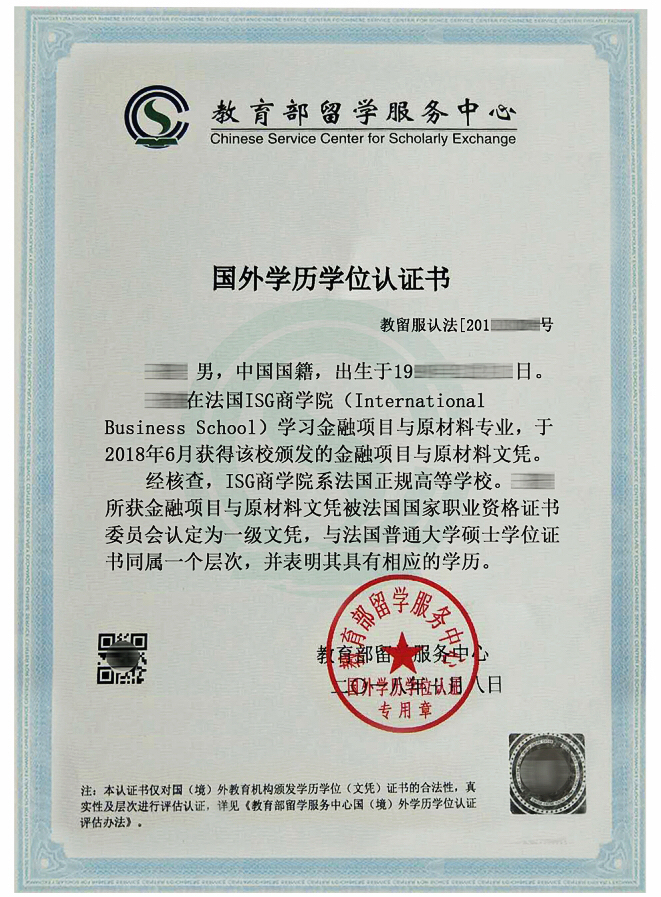 教育部留学服务中心
Chinese Service Center for Scholarly Exchange
国外学历学位认证书
教留服认法[201 号
男，中国国籍，出生于19 日。
在法国ISG商学院（International
Business School）学习金融项目与原材料专业，于
2018年6月获得该校颁发的金融项目与原材料文凭。
经核查，ISG商学院系法国正规高等学校。
所获金融项目与原材料文凭被法国国家职业资格证书
委员会认定为一级文凭，与法国普通大学硕士学位证
书同属一个层次，并表明其具有相应的学历。
教育部留学服务中心
教育部留 服务中心
二〇一八年 月八日
国外学历学位认证
专用章
注：本认证书仅对国（境）外教育机构颁发学历学位（文凭）证书的合法性，真
实性及层次进行评估认证，详见《教育部留学服务中心国（境）外学历学位认证
评估办法》。